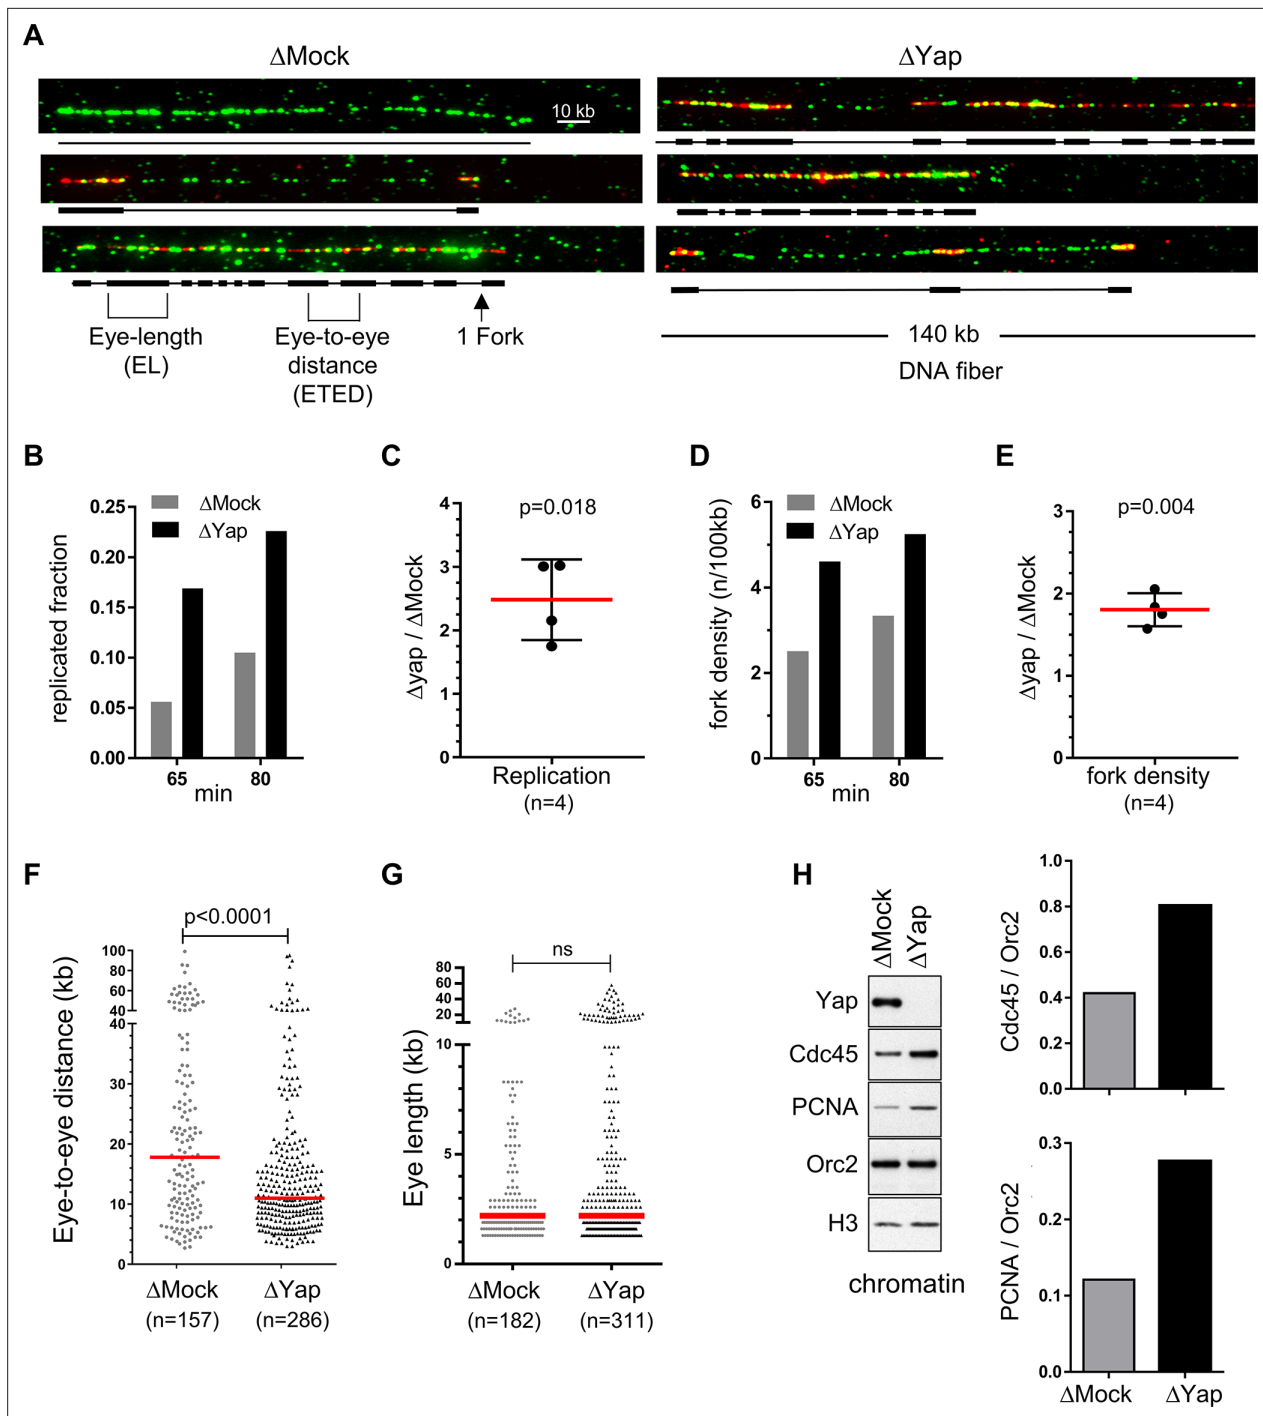 A
ΔMock
ΔYap
10 kb
Eye-length
(EL)
Eye-to-eye
distance
(ETED)
1 Fork
140 kb
DNA fiber
B
replicated fraction
0.25
0.20
0.15
0.10
0.05
0.00
ΔMock
ΔYap
65
80
min
C
Δyap / ΔMock
4
3
2
1
0
p=0.018
Replication
(n=4)
D
fork density (n/100kb)
6
4
2
0
ΔMock
ΔYap
65
80
min
E
Δyap / ΔMock
3
2
1
0
p=0.004
fork density
(n=4)
F
p<0.0001
Eye-to-eye distance (kb)
100
80
60
40
40
30
20
10
0
ΔMock
(n=157)
ΔYap
(n=286)
G
ns
Eye length (kb)
80
60
40
20
10
5
0
ΔMock
(n=182)
ΔYap
(n=311)
H
ΔMock
ΔYap
Yap
Cdc45
PCNA
Orc2
H3
chromatin
Cdc45 / Orc2
1.0
0.8
0.6
0.4
0.2
0.0
PCNA / Orc2
0.3
0.2
0.1
0.0
ΔMock
ΔYap